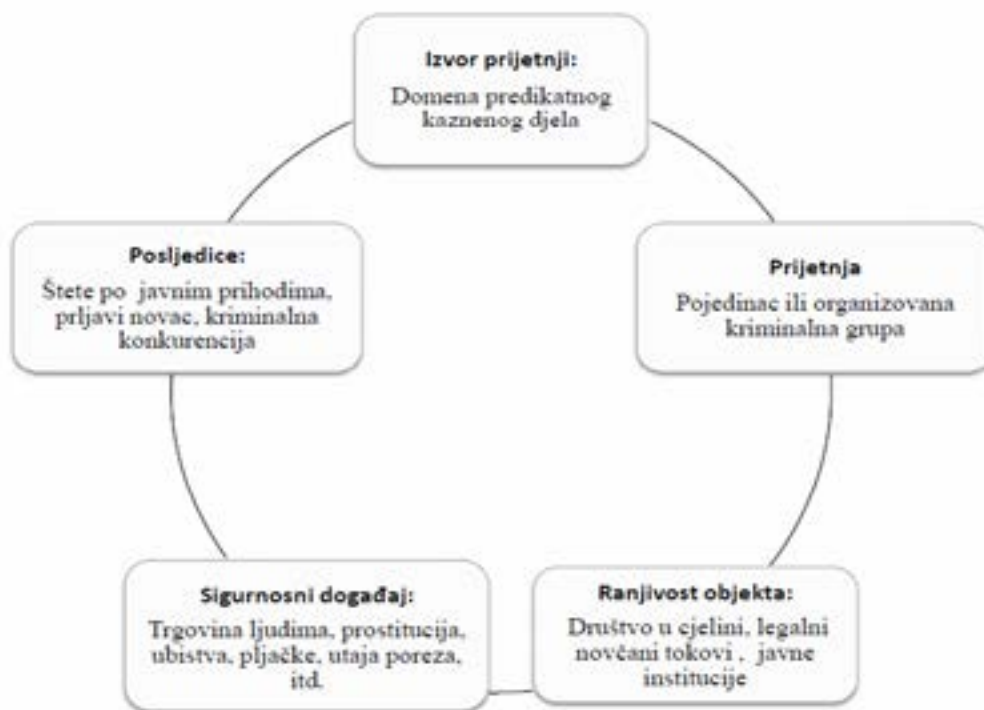 Izvor prijetnji:
Domena predikatnog
kaznenog djela
Prijetnja
Pojedinac ili organizovana
kriminalna grupa
Ranjivost objekta:
Društvo u cjelini, legalni
novčani tokovi , javne
institucije
Sigurnosni događaj:
Trgovina ljudima, prostitucija,
ubistva, pljačke, utaja poreza,
itd.
Posljedice:
Štete po javnim prihodima,
prljavi novac, kriminalna
konkurencija